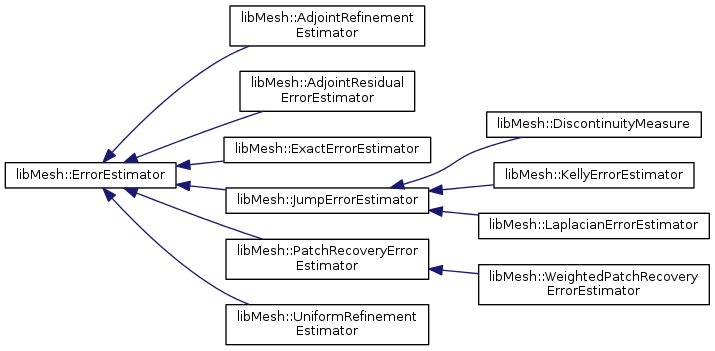 libMesh::AdjointRefinement
Estimator
libMesh::AdjointResidual
ErrorEstimator
libMesh::DiscontinuityMeasure
libMesh::ExactErrorEstimator
libMesh::ErrorEstimator
libMesh::KellyErrorEstimator
libMesh::JumpErrorEstimator
libMesh::LaplacianErrorEstimator
libMesh::PatchRecoveryError
Estimator
libMesh::WeightedPatchRecovery
ErrorEstimator
libMesh::UniformRefinement
Estimator